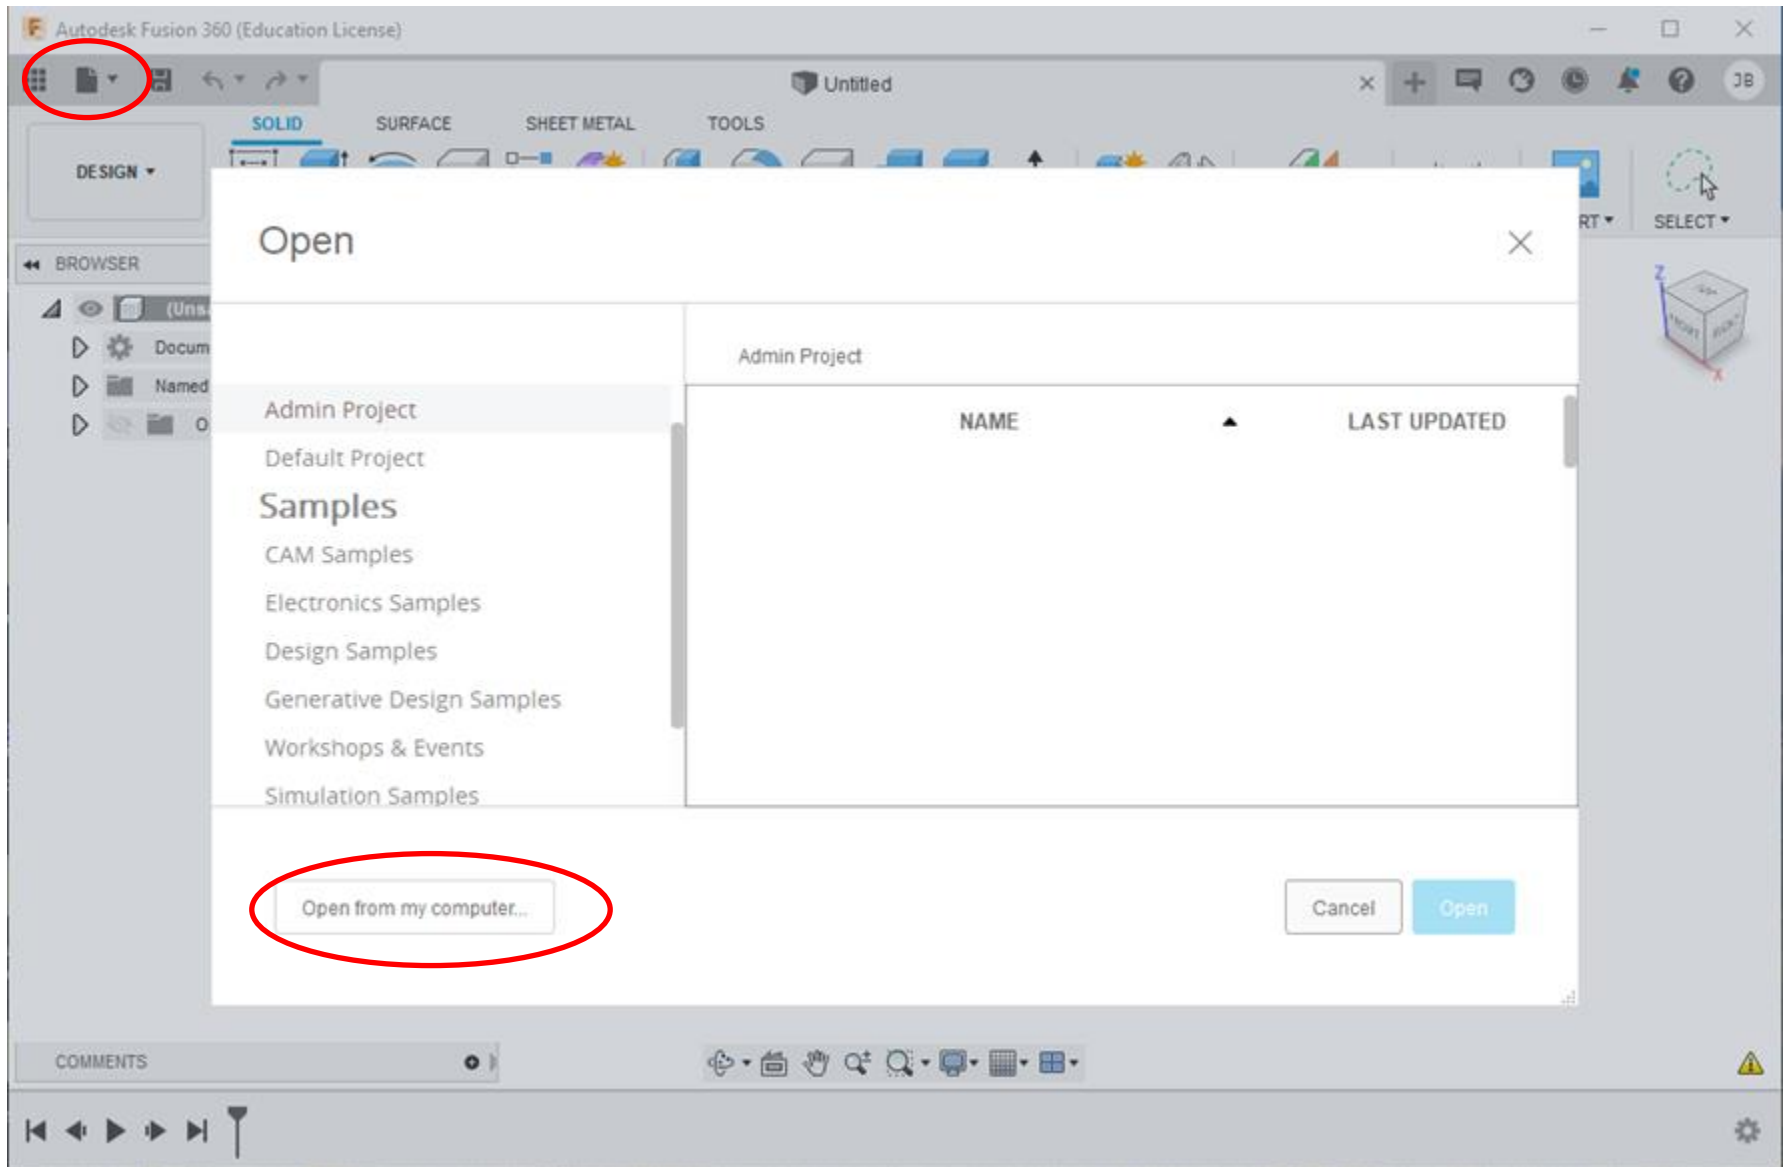 Autodesk Fusion 360 (Education License)
Untitled
JB
SOLID SURFACE SHEET METAL TOOLS
DESIGN
RT SELECT
BROWSER
Open
(Unsa
Docum
Named
O
Z
X
Admin Project
NAME LAST UPDATED
Admin Project
Default Project
Samples
CAM Samples
Electronics Samples
Design Samples
Generative Design Samples
Workshops & Events
Simulation Samples
Open from my computer...
Cancel
Open
COMMENTS